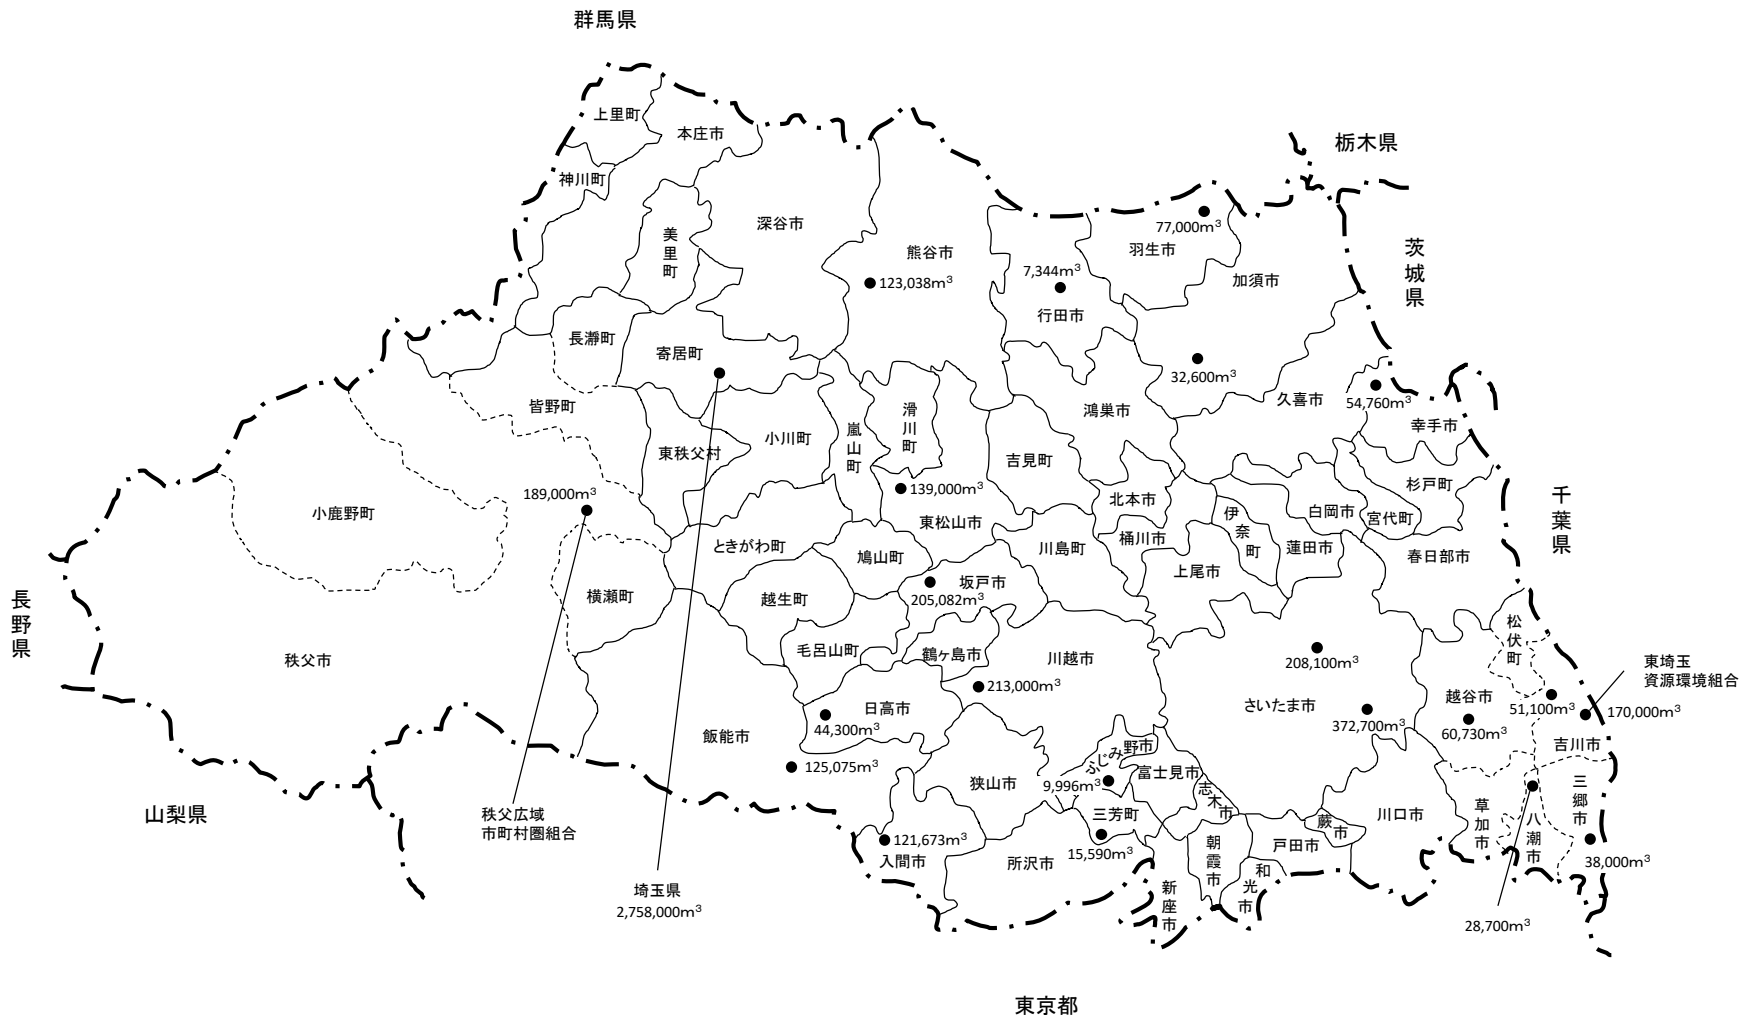 群馬県
上里町
本庄市
栃木県
神川町
77,000m³
深谷市
羽生市
美里町
熊谷市
茨城県
7,344m³
123,038m³
加須市
行田市
長瀞町
寄居町
32,600m³
久喜市
54,760m³
皆野町
鴻巣市
滑川町
幸手市
小川町
嵐山町
東秩父村
吉見町
杉戸町
189,000m³
139,000m³
北本市
白岡市
宮代町
千葉県
小鹿野町
東松山市
伊奈町
桶川市
ときがわ町
鳩山町
川島町
蓮田市
春日部市
上尾市
坂戸市
横瀬町
越生町
205,082m³
長野県
松伏町
秩父市
毛呂山町
鶴ヶ島市
川越市
208,100m³
東埼玉
資源環境組合
213,000m³
さいたま市
越谷市
51,100m³
170,000m³
日高市
44,300m³
372,700m³
60,730m³
飯能市
ふじみ野市
吉川市
125,075m³
富士見市
狭山市
9,996m³
志木市
三郷市
山梨県
三芳町
川口市
草加市
秩父広域
市町村圏組合
蕨市
八潮市
121,673m³
入間市
所沢市
15,590m³
朝霞市
戸田市
38,000m³
和光市
埼玉県
2,758,000m³
新座市
28,700m³
東京都